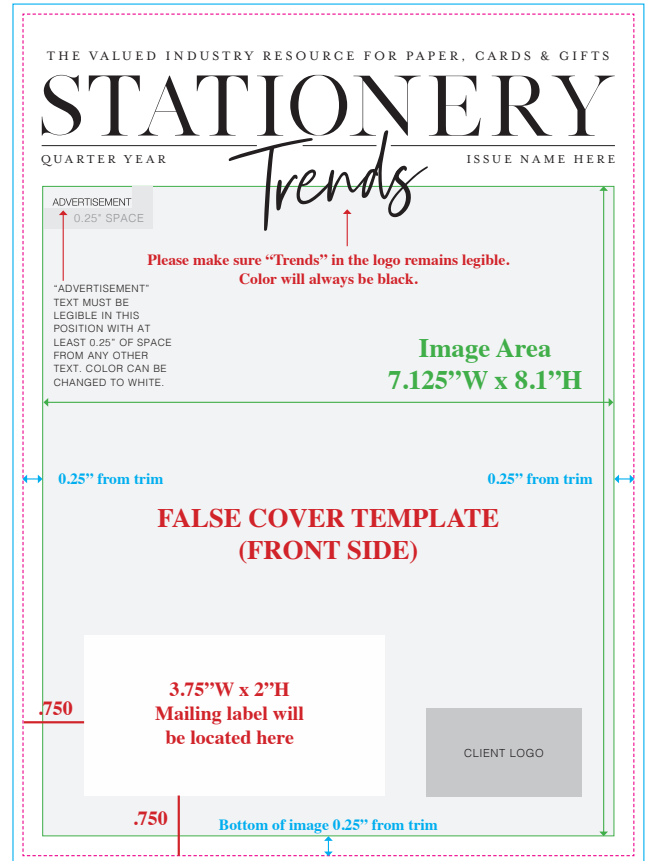 THE VALUED INDUSTRY RESOURCE FOR PAPER, CARDS & GIFTS
STATIONERY
QUARTER YEAR
Trends
ISSUE NAME HERE
ADVERTISEMENT
0.25" SPACE
Please make sure “Trends” in the logo remains legible.
Color will always be black.
“ADVERTISEMENT”
TEXT MUST BE
LEGIBLE IN THIS
POSITION WITH AT
LEAST 0.25" OF SPACE
FROM ANY OTHER
TEXT. COLOR CAN BE
CHANGED TO WHITE.
Image Area
7.125”W x 8.1”H
0.25” from trim
0.25” from trim
FALSE COVER TEMPLATE
(FRONT SIDE)
3.75”W x 2”H
Mailing label will
be located here
.750
CLIENT LOGO
.750
Bottom of image 0.25” from trim